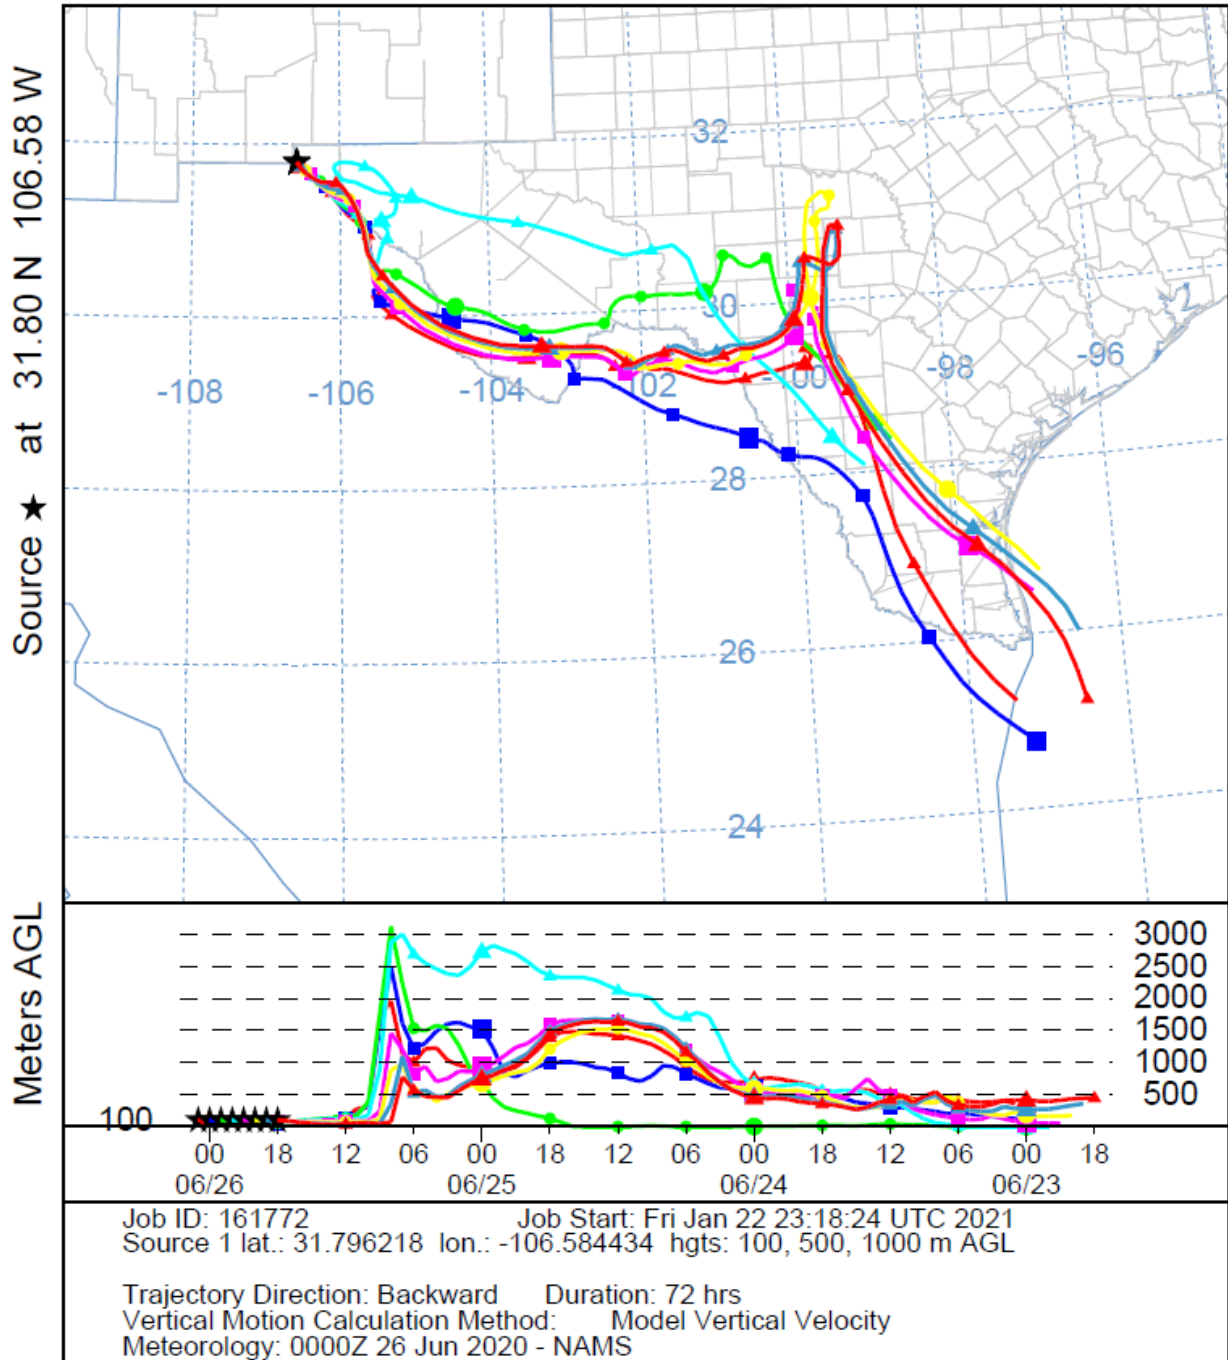 Source ★ at 31.80 N 106.58 W
32
30
-108
-106
-104
-102
-100
-98
-96
28
26
24
Meters AGL
3000
2500
2000
1500
1000
500
100
00 18 12 06 00 18 12 06 00 18 12 06 00 18
06/26 06/25 06/24 06/23
Job ID: 161772 Job Start: Fri Jan 22 23:18:24 UTC 2021
Source 1 lat.: 31.796218 lon.: -106.584434 hgts: 100, 500, 1000 m AGL
Trajectory Direction: Backward Duration: 72 hrs
Vertical Motion Calculation Method: Model Vertical Velocity
Meteorology: 0000Z 26 Jun 2020 - NAMS